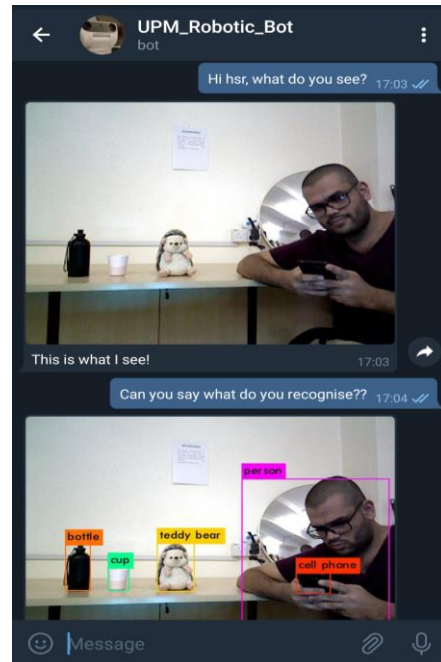 UPM_Robotic_Bot
bot
Hi hsr, what do you see? 17:03
This is what I see! 17:03
Can you say what do you recognise?? 17:04
person
bottle
teddy bear
cup
cell phone
Message